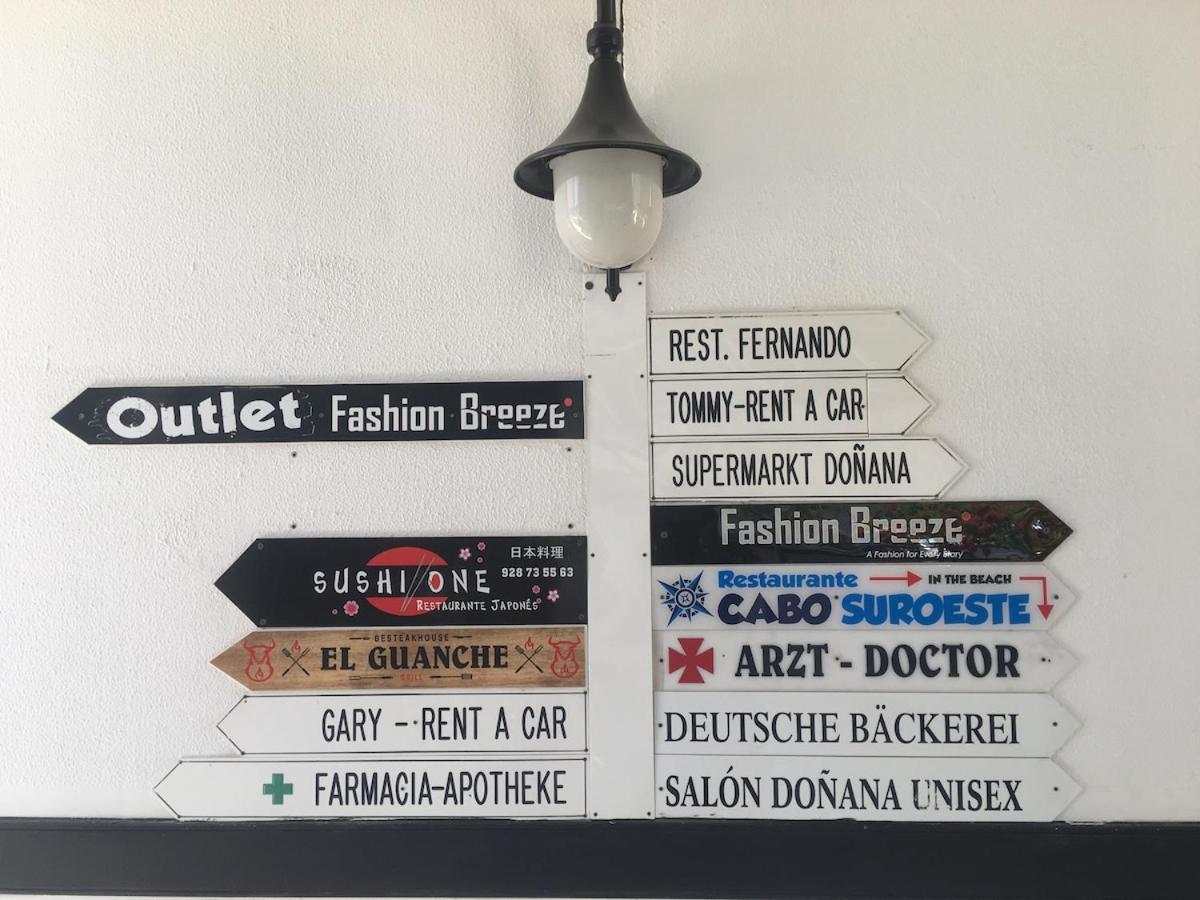 Outlet Fashion Breeze
SUSHI ONE
日本料理
928 73 55 63
RESTAURANTE JAPONÉS
BESTEAKHOUSE
EL GUANCHE
GRILL
GARY - RENT A CAR
FARMACIA-APOTHEKE
REST. FERNANDO
TOMMY-RENT A CAR
SUPERMARKT DOÑANA
Fashion Breeze
A Fashion for Every Story
Restaurante IN THE BEACH
CABO SUROESTE
ARZT - DOCTOR
DEUTSCHE BÄCKEREI
SALÓN DOÑANA UNISEX